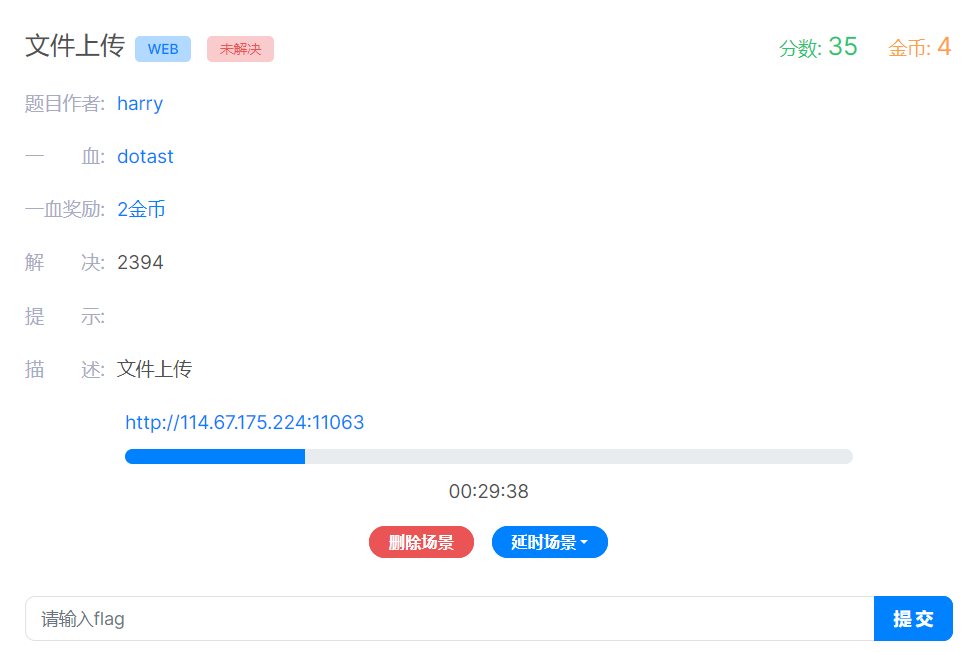 文件上传 WEB 未解决 分数: 35 金币: 4
题目作者: harry
一 血: dotast
一血奖励: 2金币
解 决: 2394
提 示:
描 述: 文件上传
http://114.67.175.224:11063
00:29:38
删除场景 延时场景
请输入flag 提交